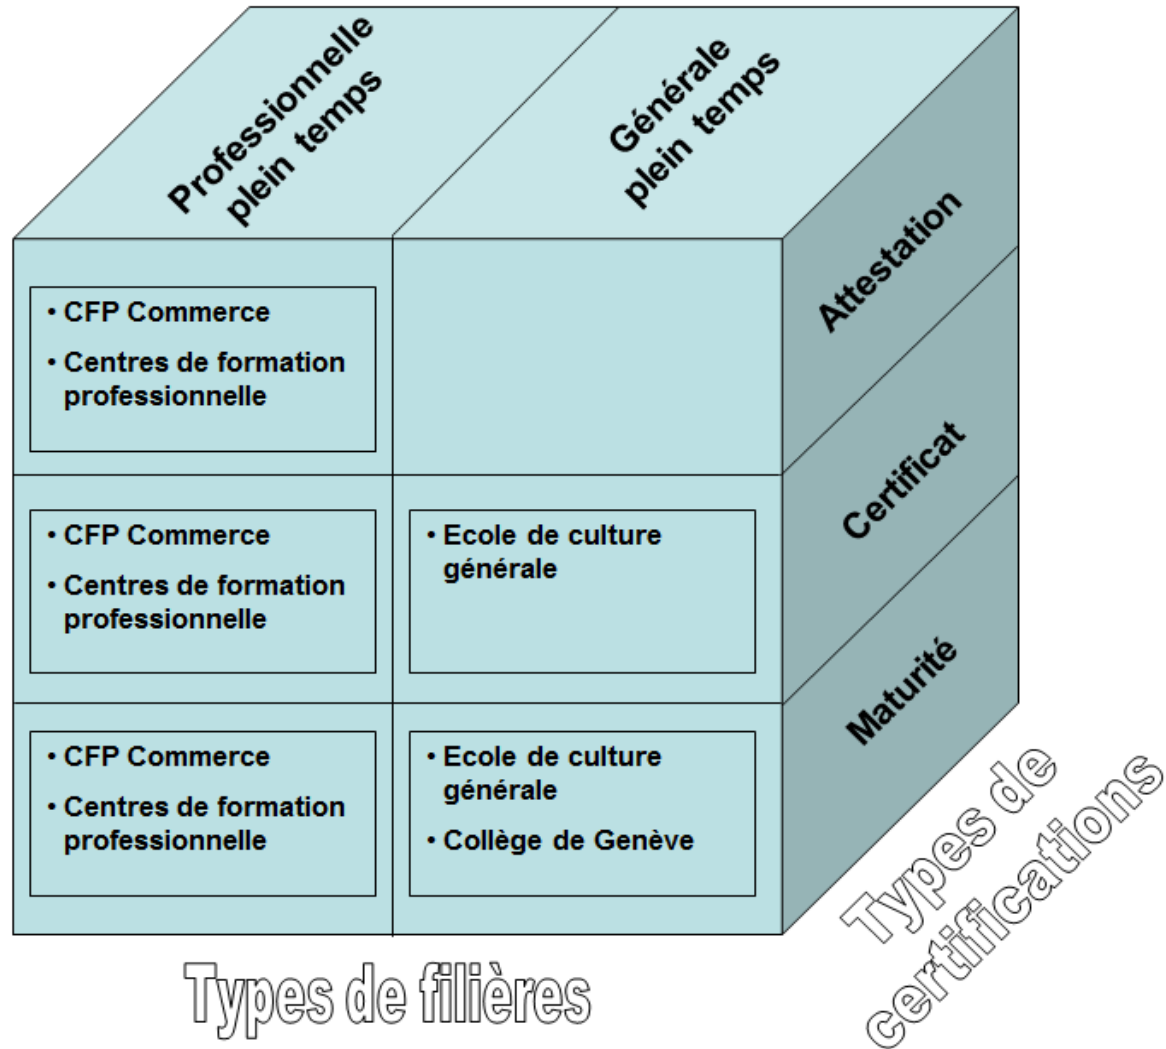 Professionnelle
plein temps
Générale
plein temps
• CFP Commerce
• Centres de formation
professionnelle
Attestation
• CFP Commerce
• Centres de formation
professionnelle
• Ecole de culture
générale
Certificat
• CFP Commerce
• Centres de formation
professionnelle
• Ecole de culture
générale
• Collège de Genève
Maturité
Types de filières
Types de
certifications